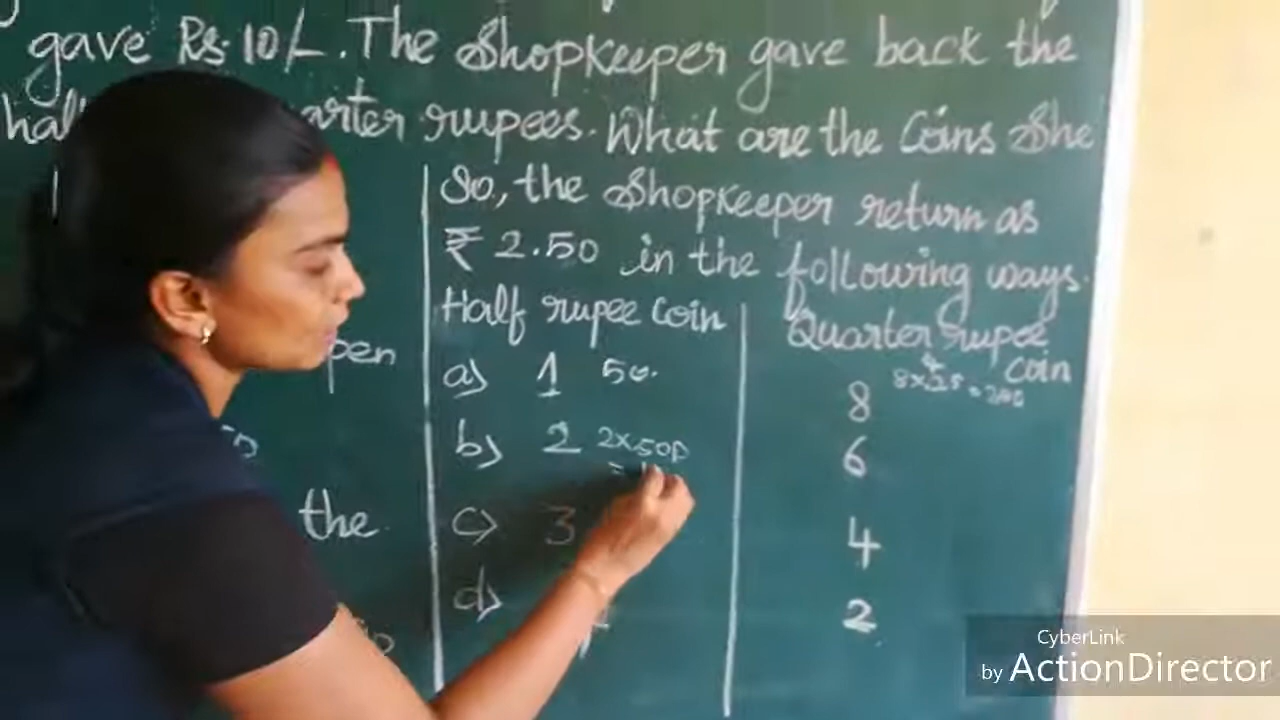 gave Rs. 10/-. The Shopkeeper gave back the
hal arter rupees. What are the Coins She
So, the Shopkeeper return as
₹ 2.50 in the following ways.
Half rupee coin
Quarter rupee
coin
pen
a) 1 50.
8 8x25=200
b) 2 2x50P
=
6
the
c) 3
4
d)
2
CyberLink
by ActionDirector